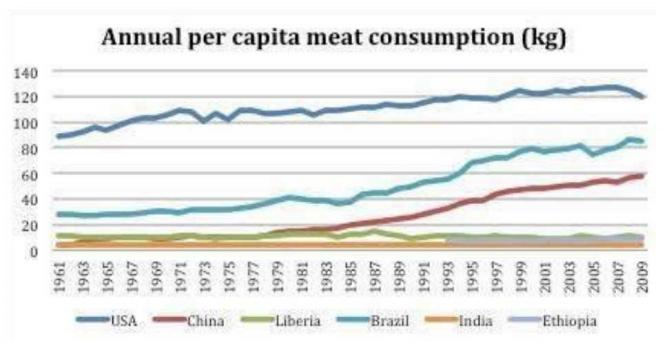 Annual per capita meat consumption (kg)
140
120
100
80
60
40
20
0
1961 1963 1965 1967 1969 1971 1973 1975 1977 1979 1981 1983 1985 1987 1989 1991 1993 1995 1997 1999 2001 2003 2005 2007 2009
USA China Liberia Brazil India Ethiopia